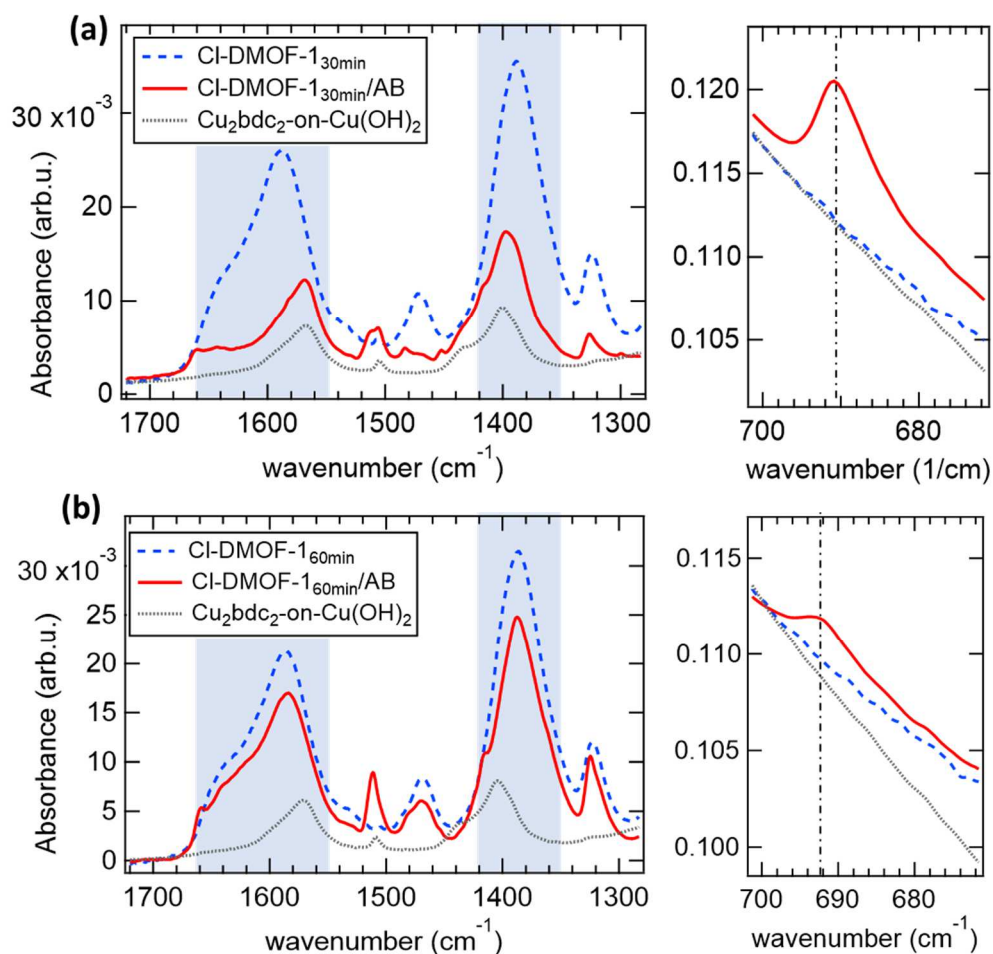 (a)
Cl-DMOF-1₃₀ₘᵢₙ
Cl-DMOF-1₃₀ₘᵢₙ/AB
Cu₂bdc₂-on-Cu(OH)₂
30 x10⁻³
20
10
0
Absorbance (arb.u.)
1700 1600 1500 1400 1300
wavenumber (cm⁻¹)
0.120
0.115
0.110
0.105
700 680
wavenumber (1/cm)
(b)
Cl-DMOF-1₆₀ₘᵢₙ
Cl-DMOF-1₆₀ₘᵢₙ/AB
Cu₂bdc₂-on-Cu(OH)₂
30 x10⁻³
25
20
15
10
5
0
Absorbance (arb.u.)
1700 1600 1500 1400 1300
wavenumber (cm⁻¹)
0.115
0.110
0.105
0.100
700 690 680
wavenumber (cm⁻¹)